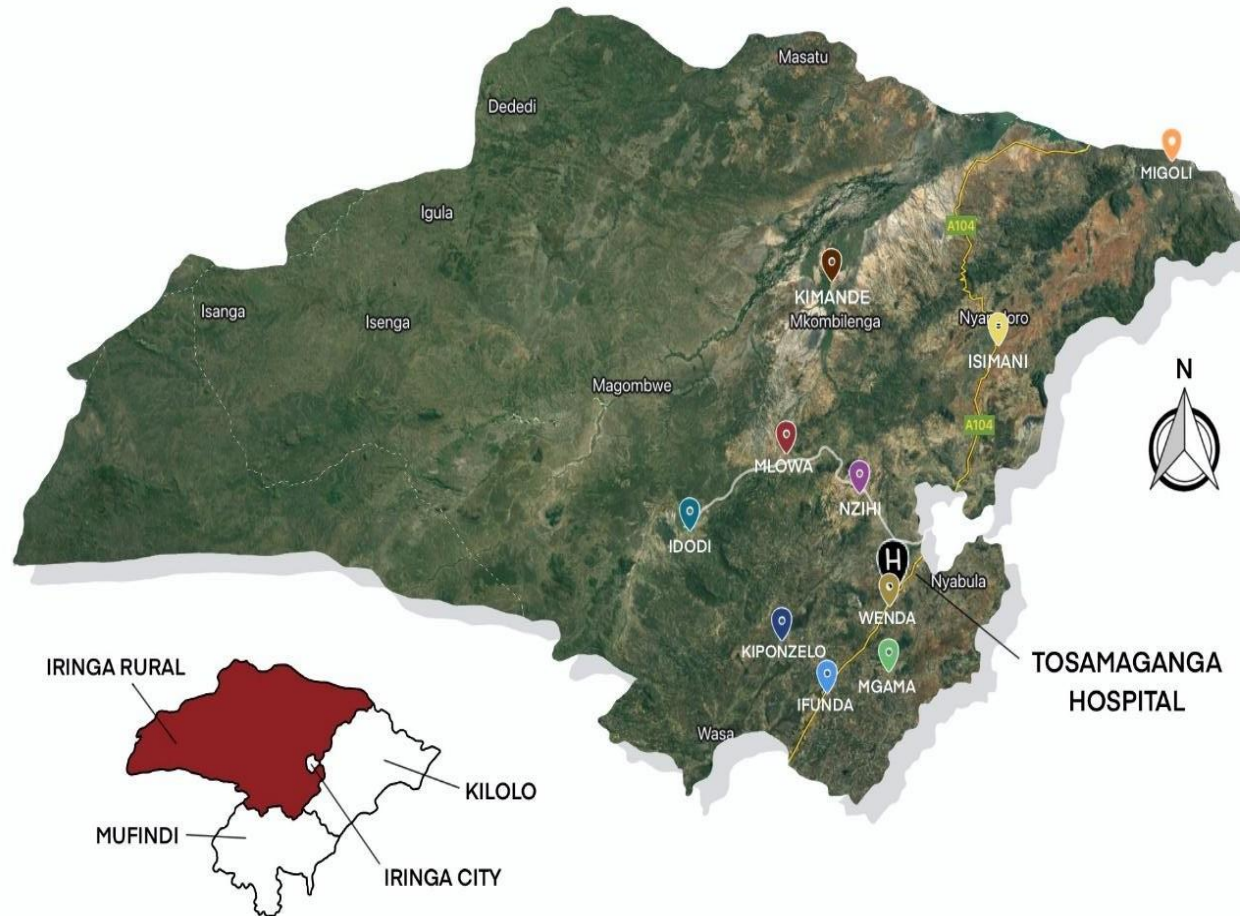 Masatu
Dededi
MIGOLI
Igula
A104
KIMANDE
Isanga
Isenga
Mkombilenga
ISIMANI
Magombwe
N
A104
MLOWA
NZIHI
IDODI
H
Nyabula
WENDA
KIPONZELO
MGAMA
IFUNDA
TOSAMAGANGA
HOSPITAL
Wasa
IRINGA RURAL
KILOLO
MUFINDI
IRINGA CITY